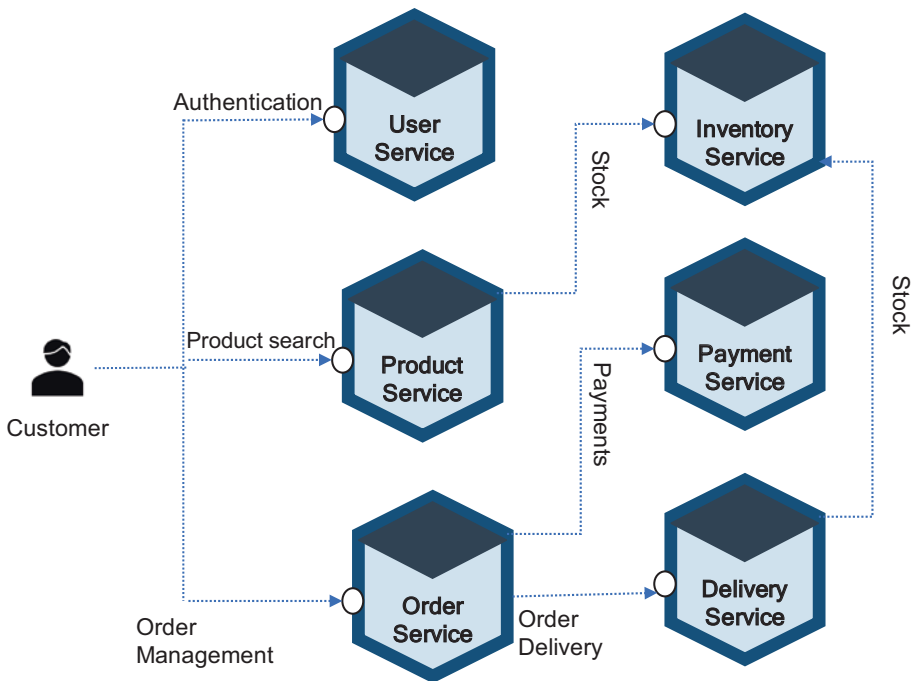 Authentication
User
Service
Inventory
Service
Stock
Stock
Product search
Product
Service
Payment
Service
Customer
Payments
Order
Service
Delivery
Service
Order
Management
Order
Delivery